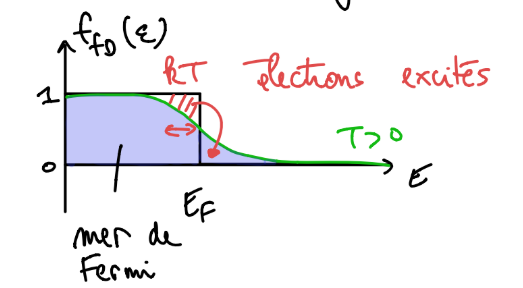 f_FD(ε)
kT électrons excités
1
T>0
0
E
E_F
mer de
Fermi